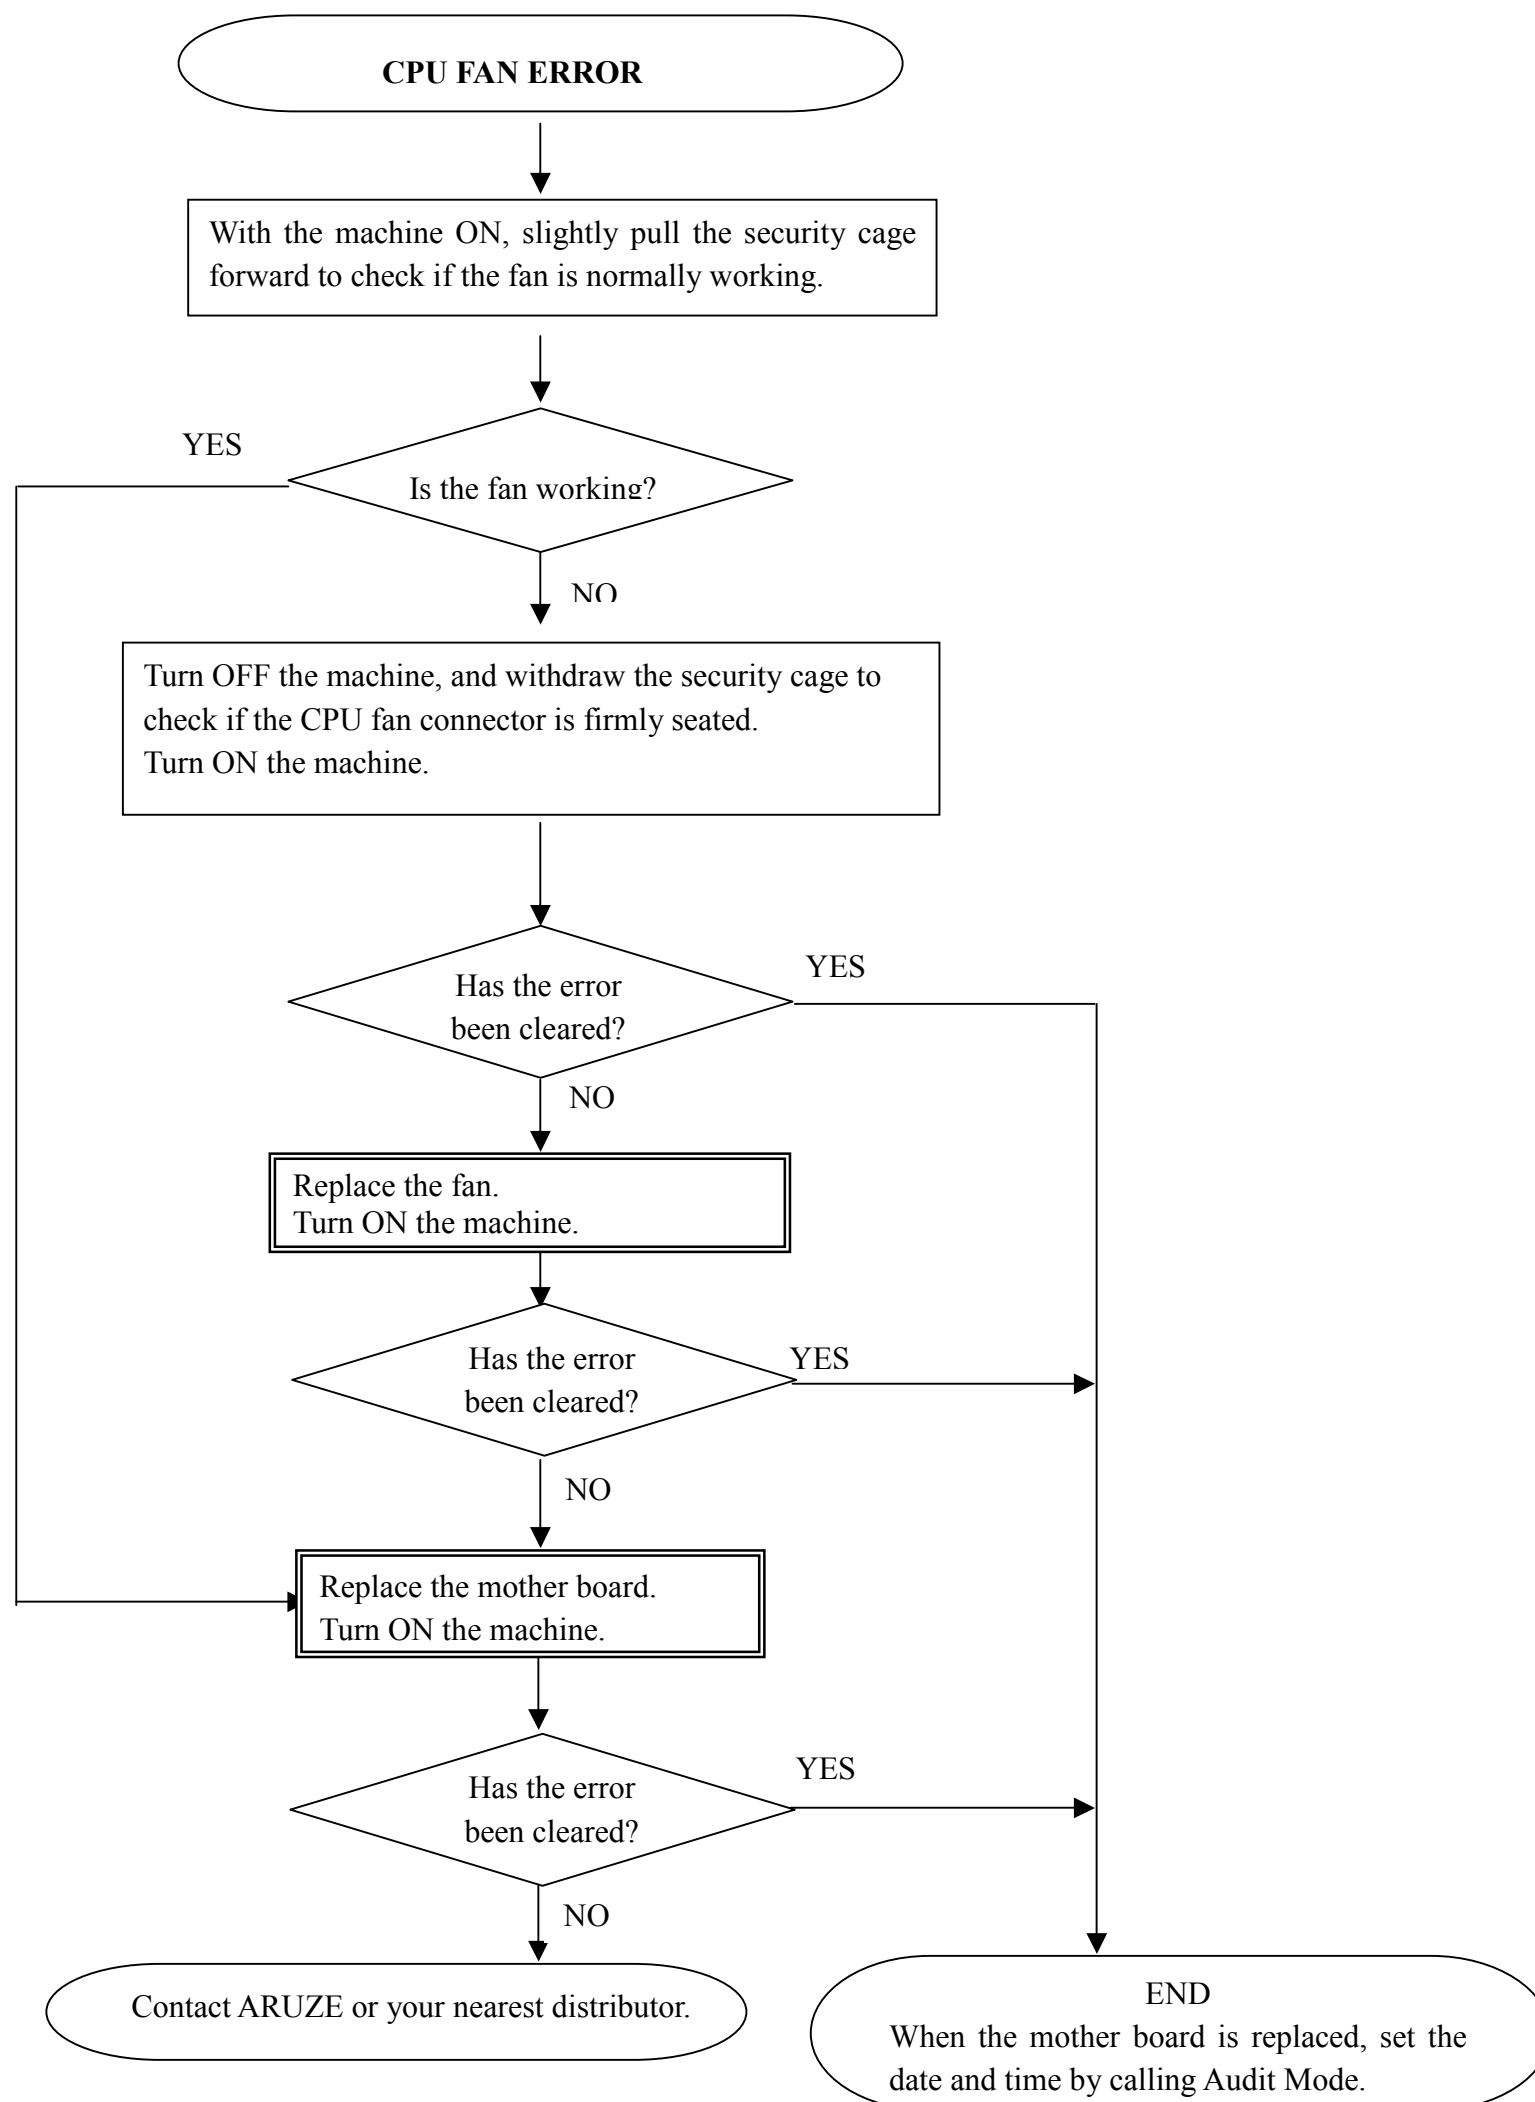 CPU FAN ERROR
With the machine ON, slightly pull the security cage
forward to check if the fan is normally working.
YES
Is the fan working?
NO
Turn OFF the machine, and withdraw the security cage to
check if the CPU fan connector is firmly seated.
Turn ON the machine.
Has the error
been cleared?
YES
NO
Replace the fan.
Turn ON the machine.
Has the error
been cleared?
YES
NO
Replace the mother board.
Turn ON the machine.
Has the error
been cleared?
YES
NO
Contact ARUZE or your nearest distributor.
END
When the mother board is replaced, set the
date and time by calling Audit Mode.